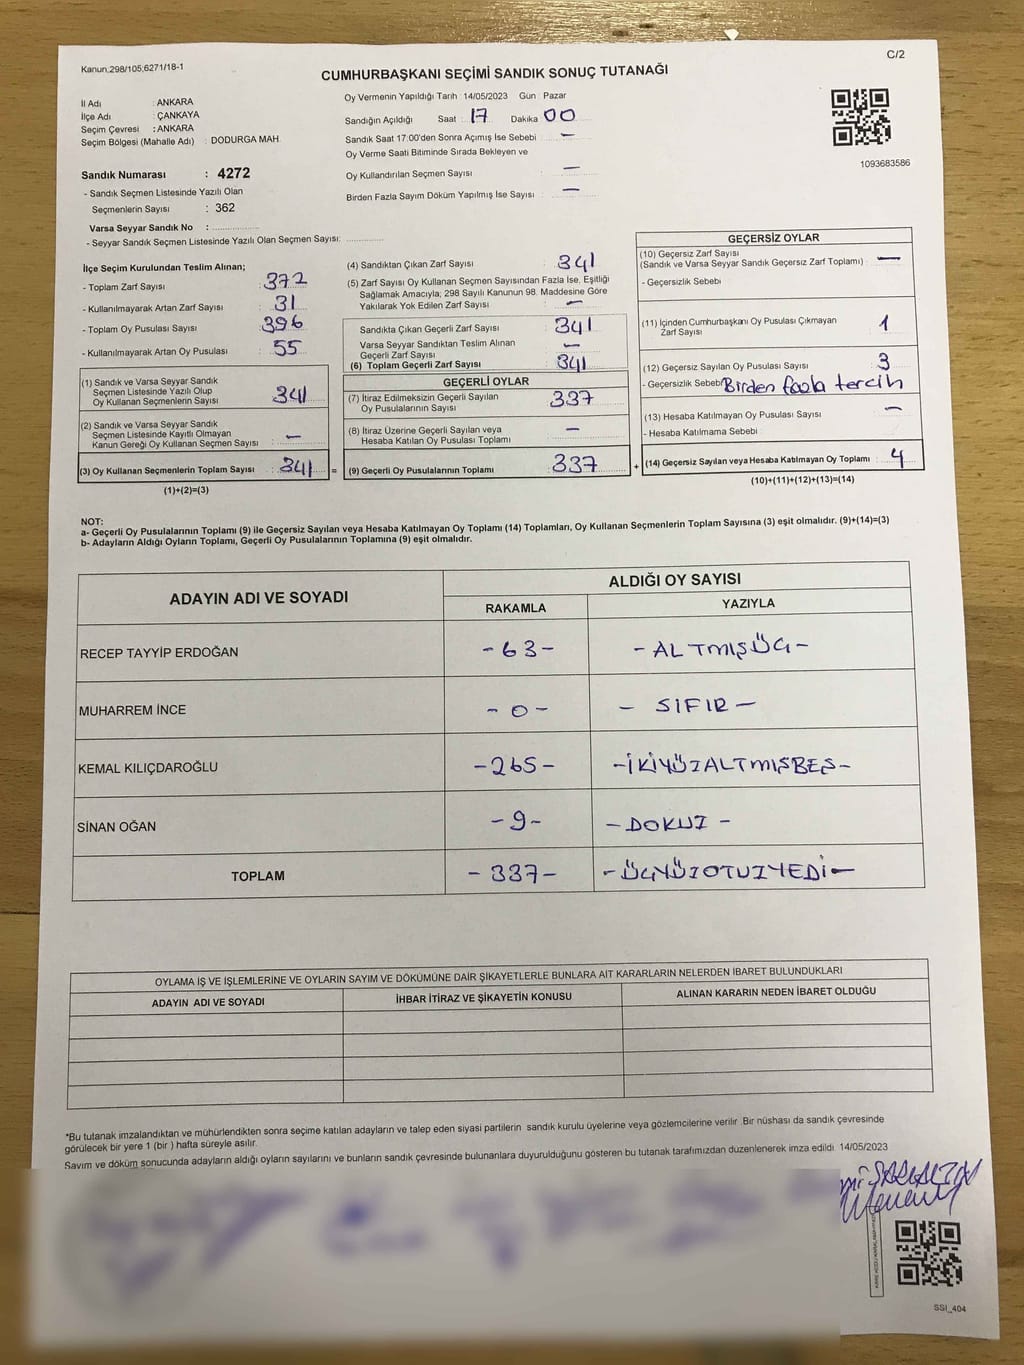 Kanun.298/105;6271/18-1
C/2
CUMHURBAŞKANI SEÇİMİ SANDIK SONUÇ TUTANAĞI
İl Adı : ANKARA
İlçe Adı : ÇANKAYA
Seçim Çevresi : ANKARA
Seçim Bölgesi (Mahalle Adı) : DODURGA MAH.
Sandık Numarası : 4272
- Sandık Seçmen Listesinde Yazılı Olan
Seçmenlerin Sayısı : 362
Varsa Seyyar Sandık No :
- Seyyar Sandık Seçmen Listesinde Yazılı Olan Seçmen Sayısı:
Oy Vermenin Yapıldığı Tarih :14/05/2023 Gün : Pazar
Sandığın Açıldığı Saat : 17 Dakika 00
Sandık Saat 17:00'den Sonra Açımış İse Sebebi : —
Oy Verme Saati Bitiminde Sırada Bekleyen ve
Oy Kullandırılan Seçmen Sayısı : —
Birden Fazla Sayım Döküm Yapılmış İse Sayısı : —
1093683586
İlçe Seçim Kurulundan Teslim Alınan;
- Toplam Zarf Sayısı : 372
- Kullanılmayarak Artan Zarf Sayısı : 31
- Toplam Oy Pusulası Sayısı : 396
- Kullanılmayarak Artan Oy Pusulası : 55
(1) Sandık ve Varsa Seyyar Sandık
Seçmen Listesinde Yazılı Olup
Oy Kullanan Seçmenlerin Sayısı : 341
(2) Sandık ve Varsa Seyyar Sandık
Seçmen Listesinde Kayıtlı Olmayan
Kanun Gereği Oy Kullanan Seçmen Sayısı : —
(3) Oy Kullanan Seçmenlerin Toplam Sayısı : 341 =
(1)+(2)=(3)
(4) Sandıktan Çıkan Zarf Sayısı : 341
(5) Zarf Sayısı Oy Kullanan Seçmen Sayısından Fazla İse, Eşitliği
Sağlamak Amacıyla; 298 Sayılı Kanunun 98. Maddesine Göre
Yakılarak Yok Edilen Zarf Sayısı : —
Sandıkta Çıkan Geçerli Zarf Sayısı : 341
Varsa Seyyar Sandıktan Teslim Alınan
Geçerli Zarf Sayısı : —
(6) Toplam Geçerli Zarf Sayısı : 341
GEÇERLİ OYLAR
(7) İtiraz Edilmeksizin Geçerli Sayılan
Oy Pusulalarının Sayısı : 337
(8) İtiraz Üzerine Geçerli Sayılan veya
Hesaba Katılan Oy Pusulası Toplamı : —
(9) Geçerli Oy Pusulalarının Toplamı : 337 +
GEÇERSİZ OYLAR
(10) Geçersiz Zarf Sayısı
(Sandık ve Varsa Seyyar Sandık Geçersiz Zarf Toplamı) : —
- Geçersizlik Sebebi
(11) İçinden Cumhurbaşkanı Oy Pusulası Çıkmayan
Zarf Sayısı : 1
(12) Geçersiz Sayılan Oy Pusulası Sayısı : 3
- Geçersizlik Sebebi Birden fazla tercih
(13) Hesaba Katılmayan Oy Pusulası Sayısı : —
- Hesaba Katılmama Sebebi
(14) Geçersiz Sayılan veya Hesaba Katılmayan Oy Toplamı : 4
(10)+(11)+(12)+(13)=(14)
NOT:
a- Geçerli Oy Pusulalarının Toplamı (9) ile Geçersiz Sayılan veya Hesaba Katılmayan Oy Toplamı (14) Toplamları, Oy Kullanan Seçmenlerin Toplam Sayısına (3) eşit olmalıdır. (9)+(14)=(3)
b- Adayların Aldığı Oyların Toplamı, Geçerli Oy Pusulalarının Toplamına (9) eşit olmalıdır.
ADAYIN ADI VE SOYADI ALDIĞI OY SAYISI
RAKAMLA YAZIYLA
RECEP TAYYİP ERDOĞAN -63- -ALTMIŞÜÇ-
MUHARREM İNCE -0- - SIFIR -
KEMAL KILIÇDAROĞLU -265- -İKİYÜZALTMIŞBEŞ-
SİNAN OĞAN -9- -DOKUZ-
TOPLAM -337- -ÜÇYÜZOTUZYEDİ-
OYLAMA İŞ VE İŞLEMLERİNE VE OYLARIN SAYIM VE DÖKÜMÜNE DAİR ŞİKAYETLERLE BUNLARA AİT KARARLARIN NELERDEN İBARET BULUNDUKLARI
ADAYIN ADI VE SOYADI İHBAR İTİRAZ VE ŞİKAYETİN KONUSU ALINAN KARARIN NEDEN İBARET OLDUĞU
*Bu tutanak imzalandıktan ve mühürlendikten sonra seçime katılan adayların ve talep eden siyasi partilerin sandık kurulu üyelerine veya gözlemcilerine verilir. Bir nüshası da sandık çevresinde
görülecek bir yere 1 (bir ) hafta süreyle asılır.
Sayım ve döküm sonucunda adayların aldığı oyların sayılarını ve bunların sandık çevresinde bulunanlara duyurulduğunu gösteren bu tutanak tarafımızdan düzenlenerek imza edildi. 14/05/2023
SSI_404